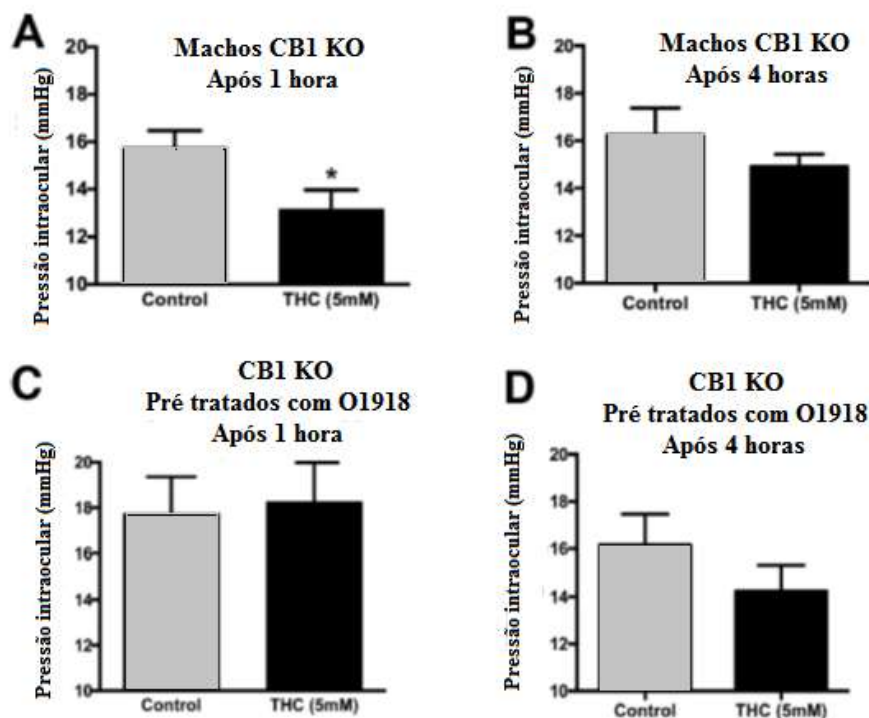 A
Machos CB1 KO
Após 1 hora
Pressão intraocular (mmHg)
20
18
16
14
12
10
*
Control
THC (5mM)
B
Machos CB1 KO
Após 4 horas
Pressão intraocular (mmHg)
20
18
16
14
12
10
Control
THC (5mM)
C
CB1 KO
Pré tratados com O1918
Após 1 hora
Pressão intraocular (mmHg)
20
18
16
14
12
10
Control
THC (5mM)
D
CB1 KO
Pré tratados com O1918
Após 4 horas
Pressão intraocular (mmHg)
20
18
16
14
12
10
Control
THC (5mM)